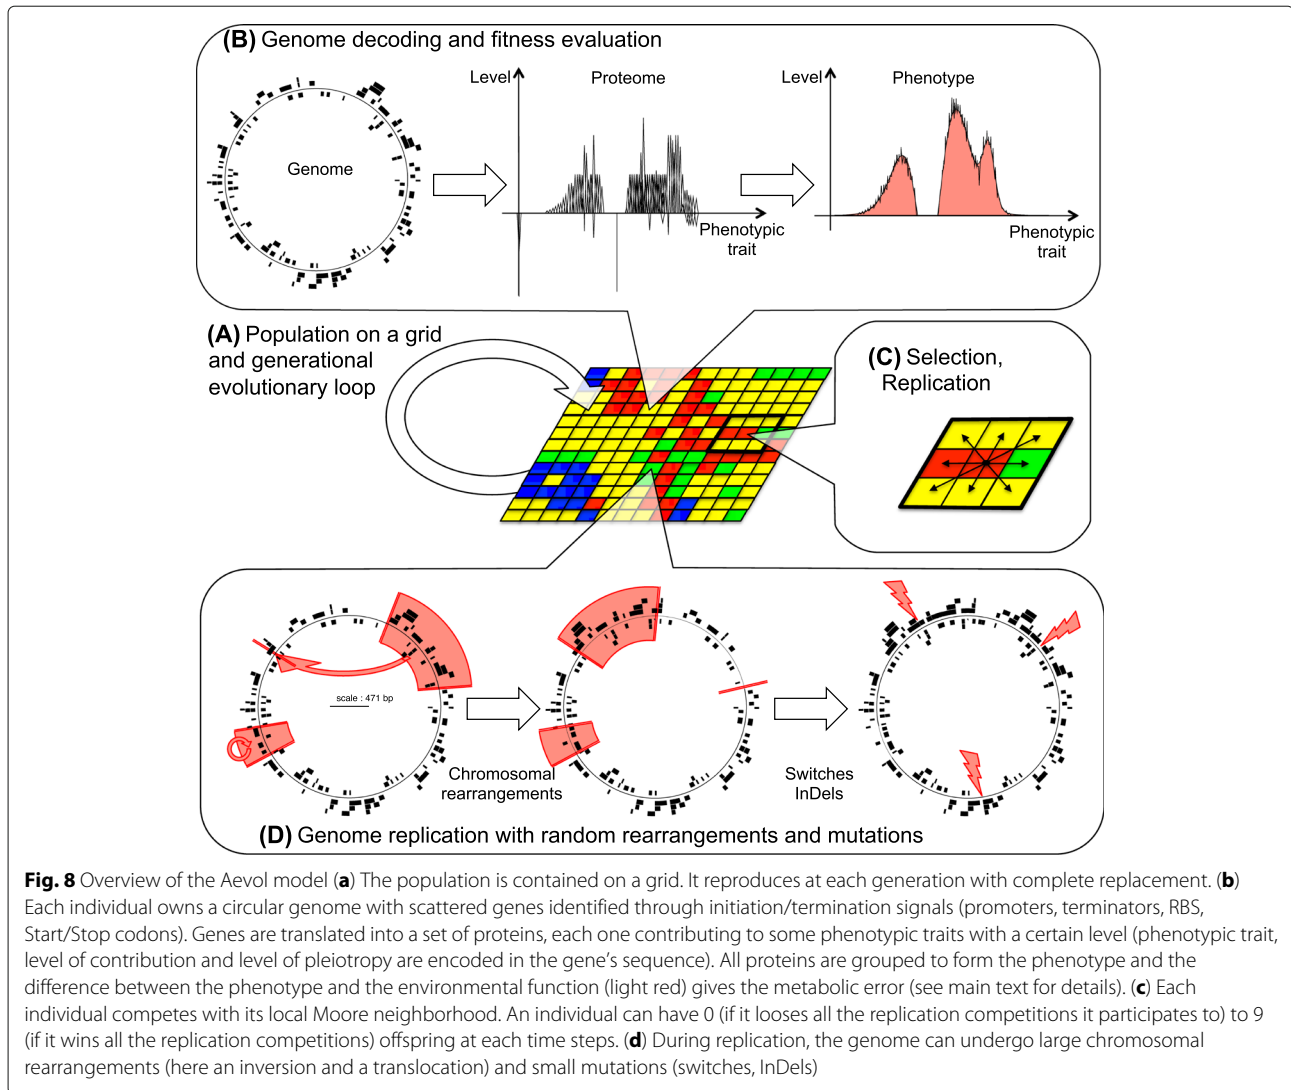 (B) Genome decoding and fitness evaluation
Level
Proteome
Level
Phenotype
Genome
Phenotypic
trait
Phenotypic
trait
(A) Population on a grid
and generational
evolutionary loop
(C) Selection,
Replication
scale : 471 bp
Chromosomal
rearrangements
Switches
InDels
(D) Genome replication with random rearrangements and mutations
Fig. 8 Overview of the Aevol model (a) The population is contained on a grid. It reproduces at each generation with complete replacement. (b)
Each individual owns a circular genome with scattered genes identified through initiation/termination signals (promoters, terminators, RBS,
Start/Stop codons). Genes are translated into a set of proteins, each one contributing to some phenotypic traits with a certain level (phenotypic trait,
level of contribution and level of pleiotropy are encoded in the gene's sequence). All proteins are grouped to form the phenotype and the
difference between the phenotype and the environmental function (light red) gives the metabolic error (see main text for details). (c) Each
individual competes with its local Moore neighborhood. An individual can have 0 (if it looses all the replication competitions it participates to) to 9
(if it wins all the replication competitions) offspring at each time steps. (d) During replication, the genome can undergo large chromosomal
rearrangements (here an inversion and a translocation) and small mutations (switches, InDels)